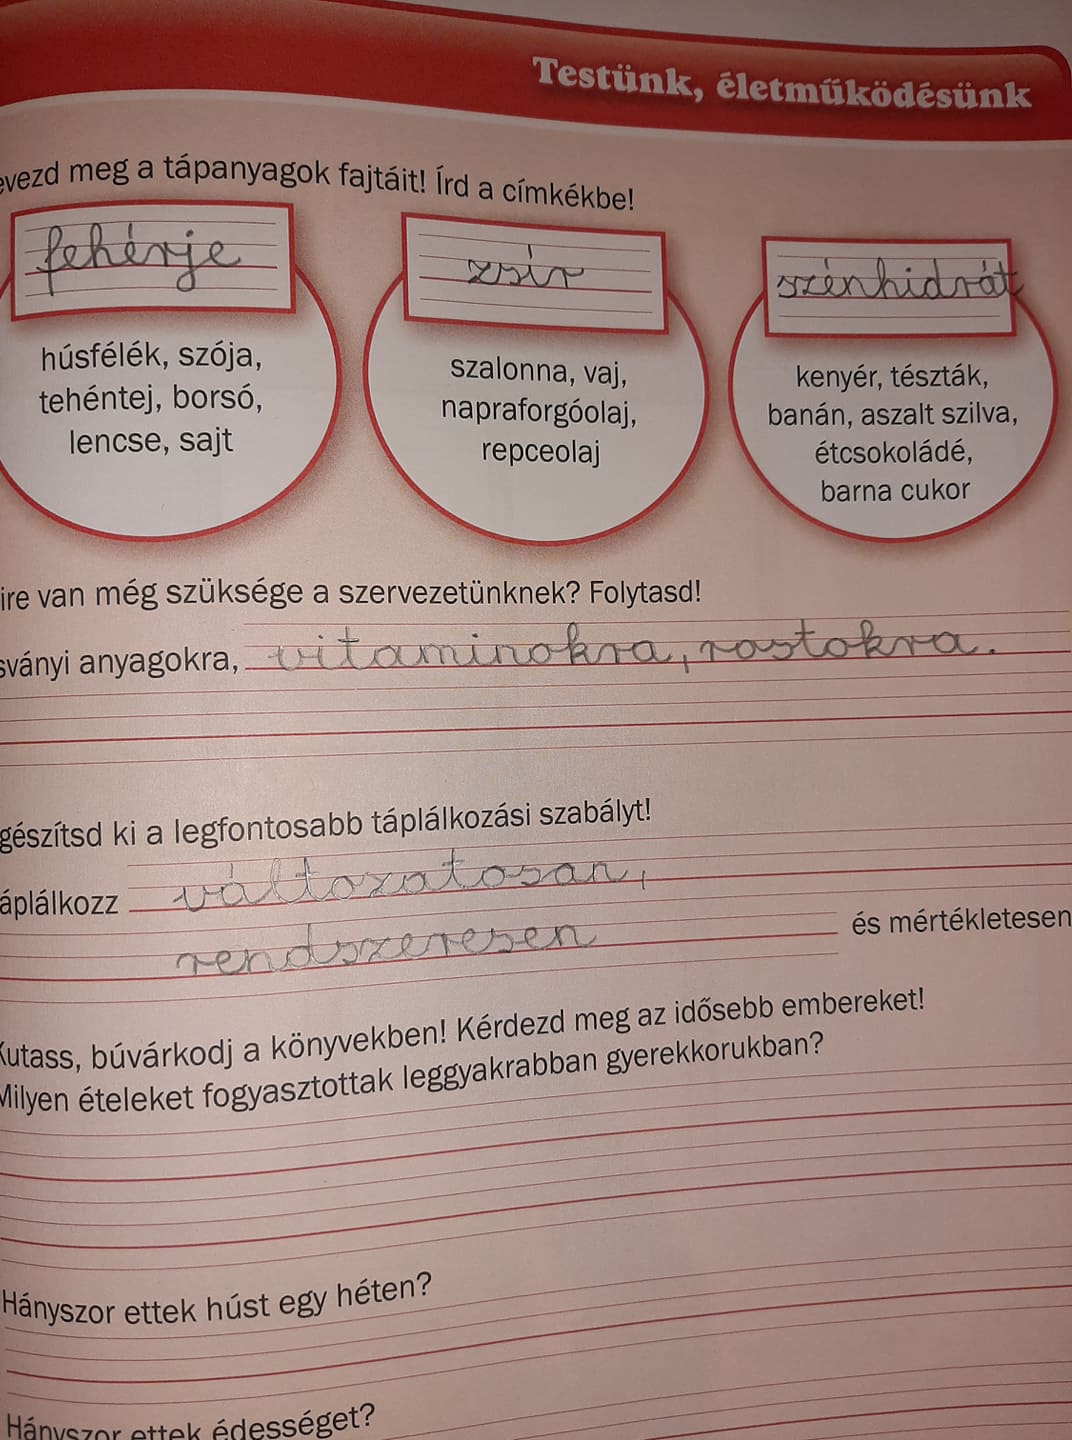 Testünk, életműködésünk
evezd meg a tápanyagok fajtáit! Írd a címkékbe!
fehérje
zsír
szénhidrát
húsfélék, szója,
tehéntej, borsó,
lencse, sajt
szalonna, vaj,
napraforgóolaj,
repceolaj
kenyér, tészták,
banán, aszalt szilva,
étcsokoládé,
barna cukor
ire van még szüksége a szervezetünknek? Folytasd!
sványi anyagokra, vitaminokra, rostokra.
gészítsd ki a legfontosabb táplálkozási szabályt!
áplálkozz változatosan,
rendszeresen és mértékletesen
Kutass, búvárkodj a könyvekben! Kérdezd meg az idősebb embereket!
Milyen ételeket fogyasztottak leggyakrabban gyerekkorukban?
Hányszor ettek húst egy héten?
Hányszor ettek édességet?